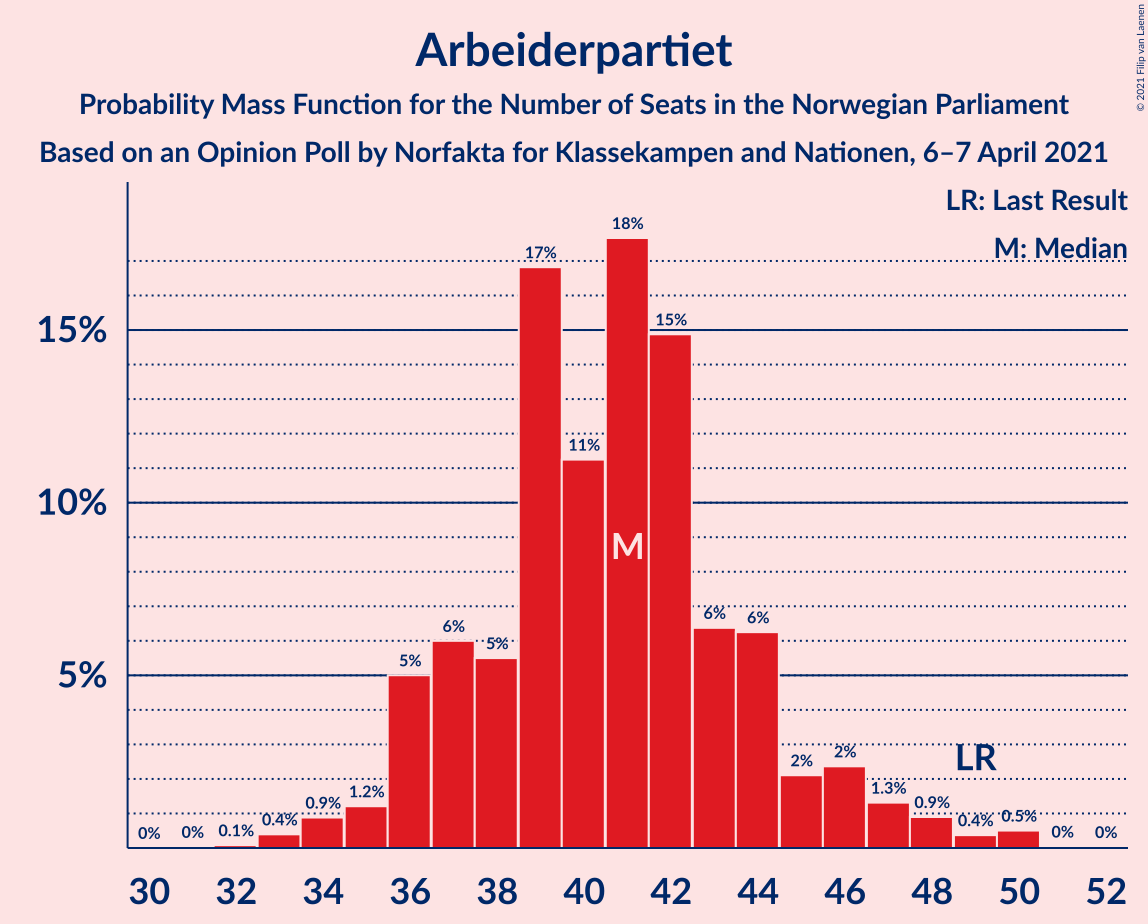 Arbeiderpartiet
Probability Mass Function for the Number of Seats in the Norwegian Parliament
Based on an Opinion Poll by Norfakta for Klassekampen and Nationen, 6–7 April 2021
© 2021 Filip van Laenen
LR: Last Result
M: Median
15%
10%
5%
0%
0%
0.1%
0.4%
0.9%
1.2%
5%
6%
5%
17%
11%
18%
15%
6%
6%
2%
2%
1.3%
0.9%
0.4%
0.5%
0%
0%
M
LR
30 32 34 36 38 40 42 44 46 48 50 52